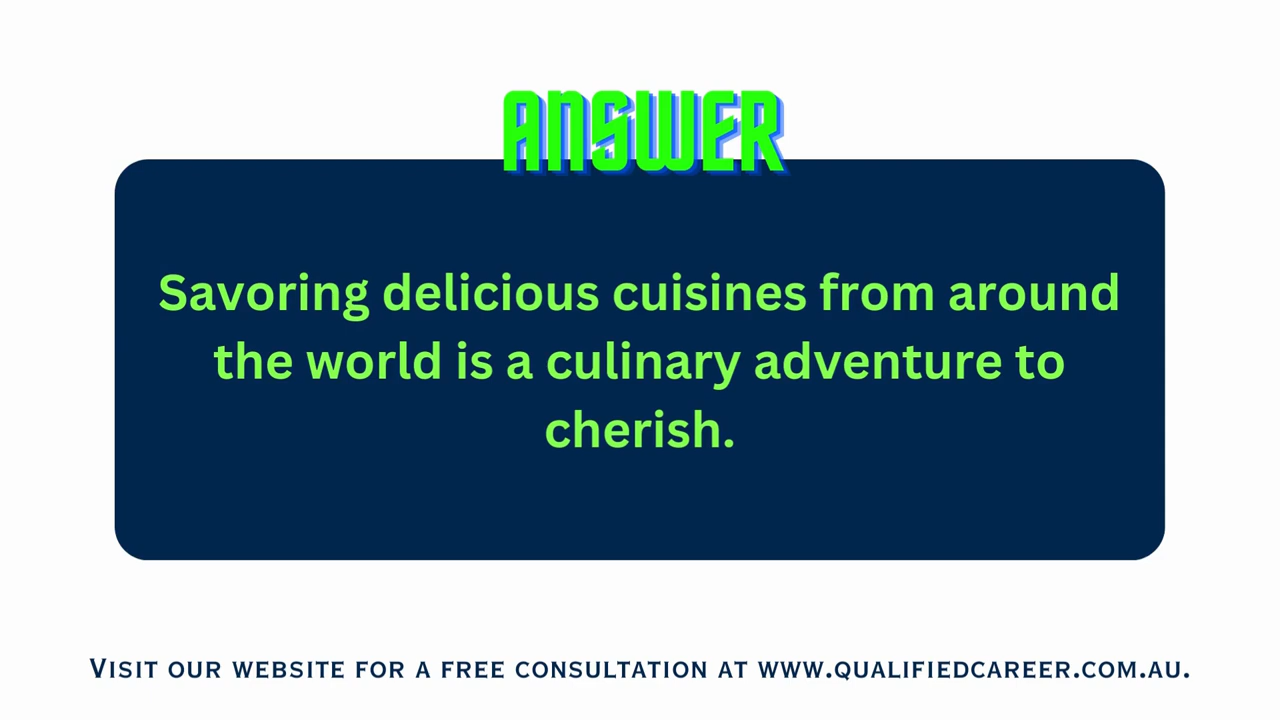 ANSWER
Savoring delicious cuisines from around
the world is a culinary adventure to
cherish.
Visit our website for a free consultation at www.qualifiedcareer.com.au.